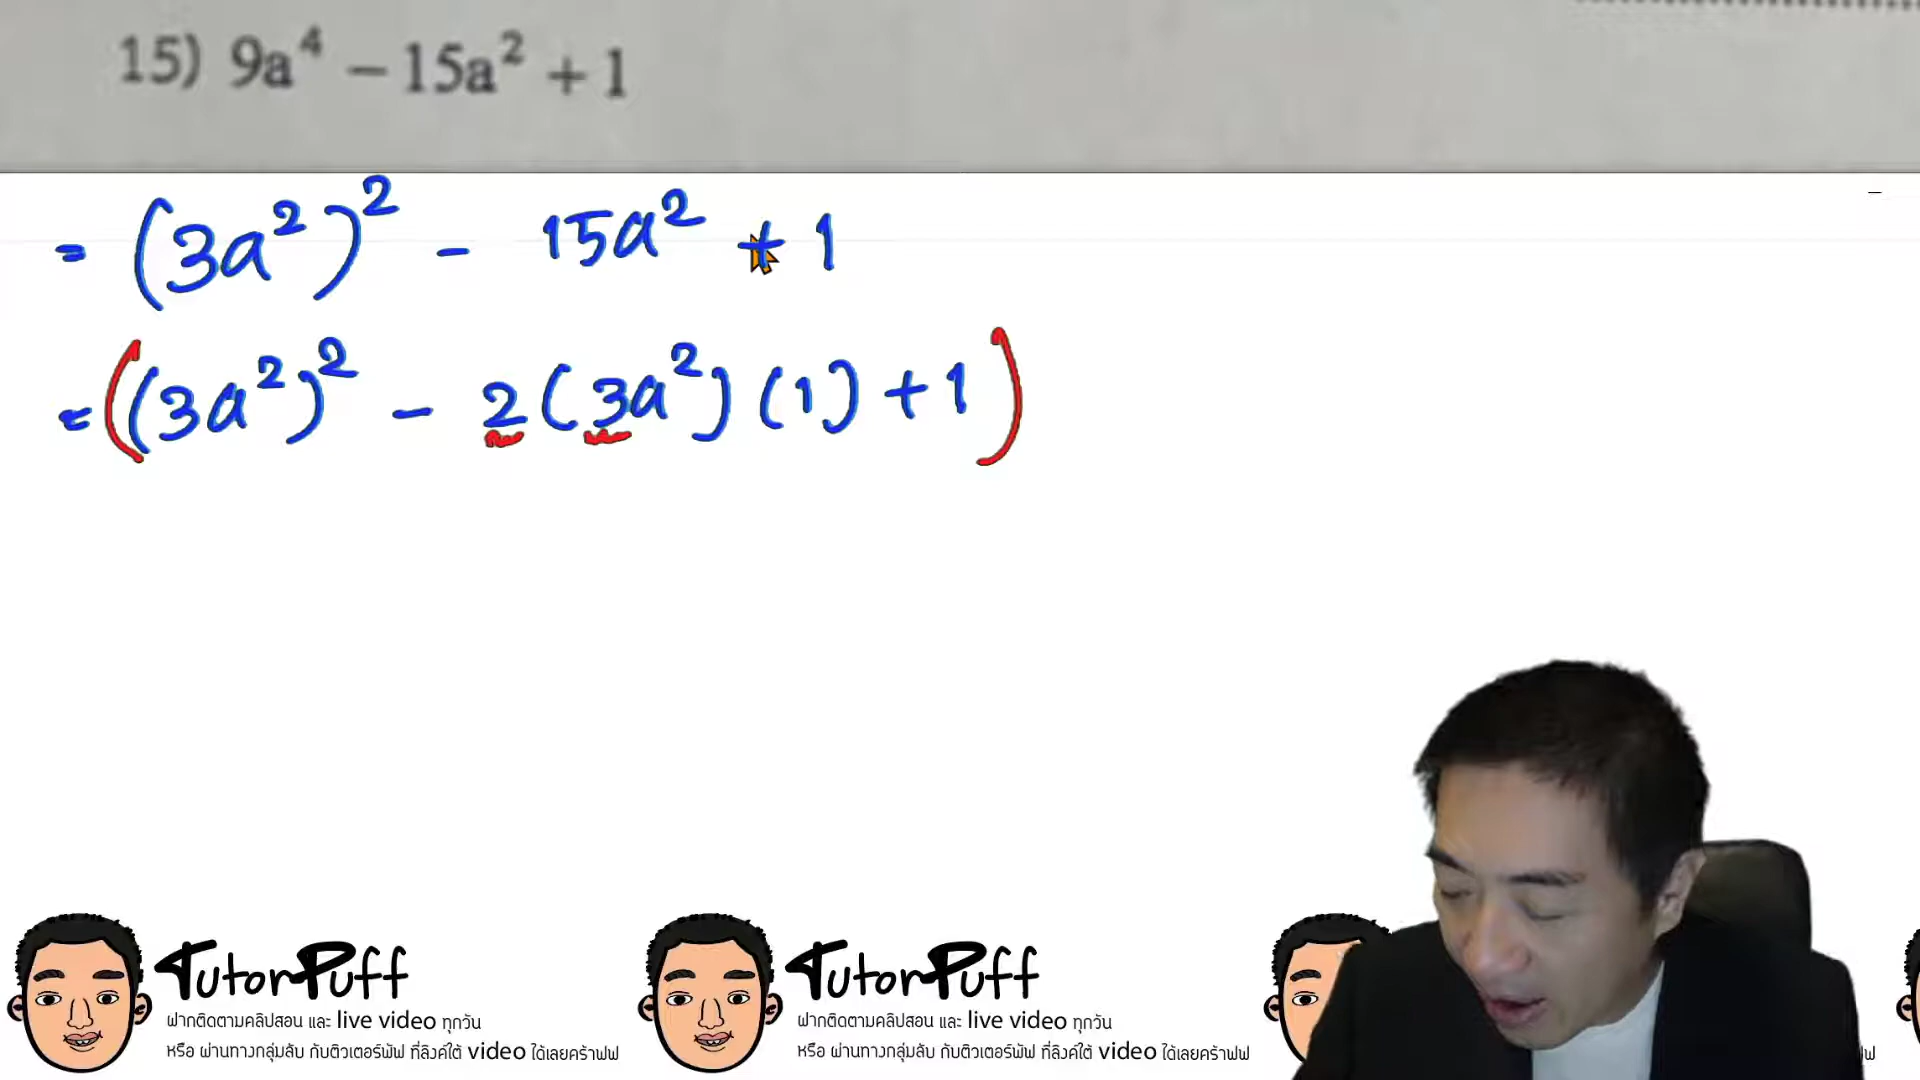 15) 9a⁴ − 15a² + 1
= (3a²)² − 15a² + 1
= ((3a²)² − 2(3a²)(1) + 1)
TutorPuff
ฝากติดตามคลิปสอน และ live video ทุกวัน
หรือ ผ่านทางกลุ่มลับ กับติวเตอร์พัฟ ที่ลิงค์ใต้ video ได้เลยคร้าฟฟ
TutorPuff
ฝากติดตามคลิปสอน และ live video ทุกวัน
หรือ ผ่านทางกลุ่มลับ กับติวเตอร์พัฟ ที่ลิงค์ใต้ video ได้เลยคร้าฟฟ